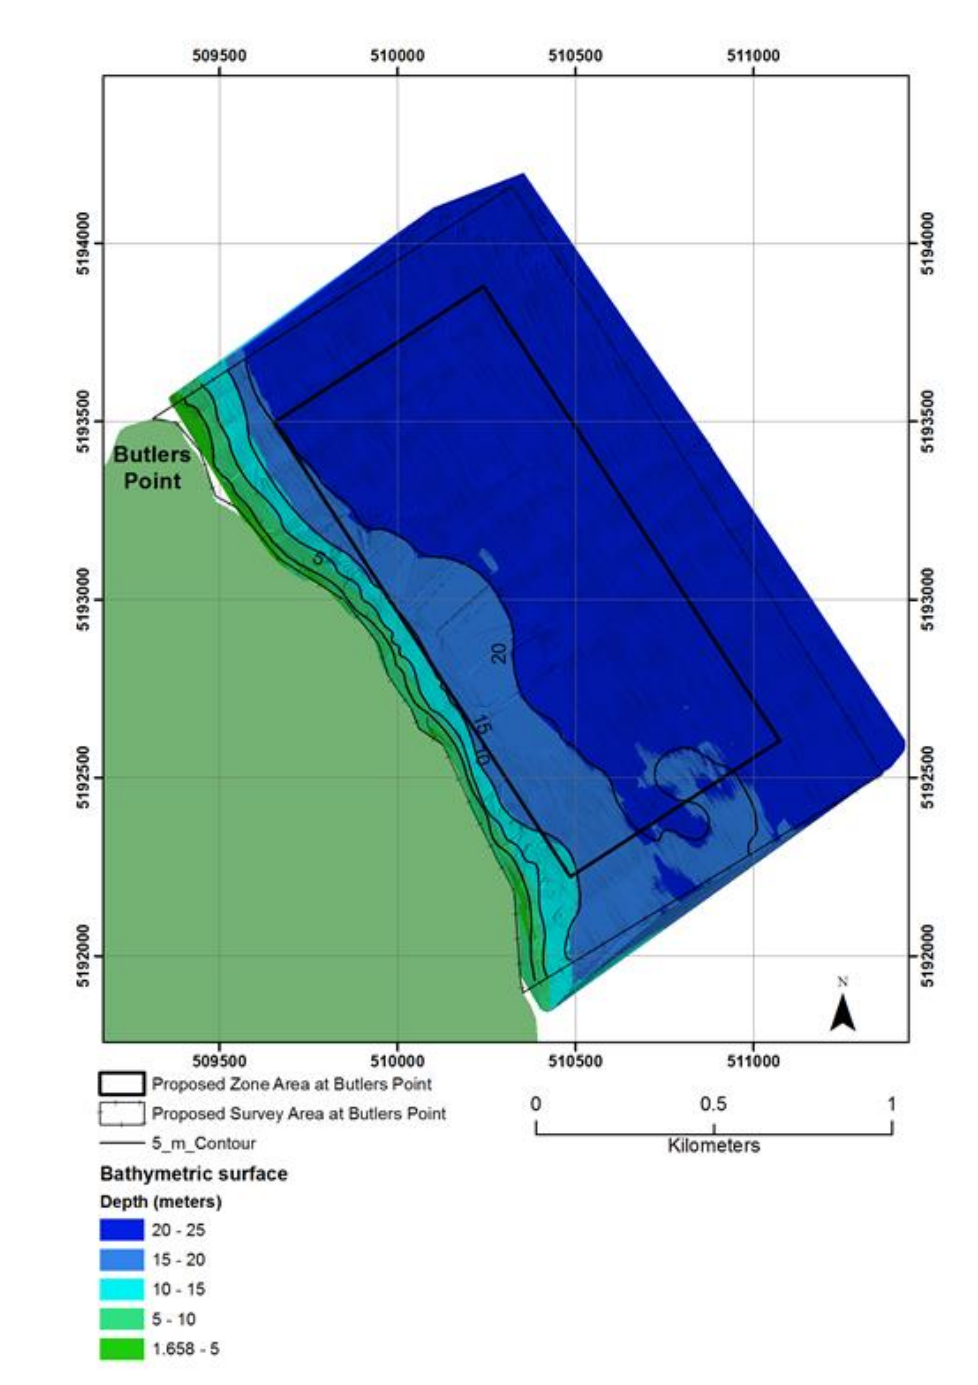 509500 510000 510500 511000
5194000 5194000
5193500 5193500
Butlers
Point
5
5193000 5193000
20
15
10
5192500 5192500
5192000 5192000
N
509500 510000 510500 511000
Proposed Zone Area at Butlers Point
Proposed Survey Area at Butlers Point
5_m_Contour
0 0.5 1
Kilometers
Bathymetric surface
Depth (meters)
20 - 25
15 - 20
10 - 15
5 - 10
1.658 - 5